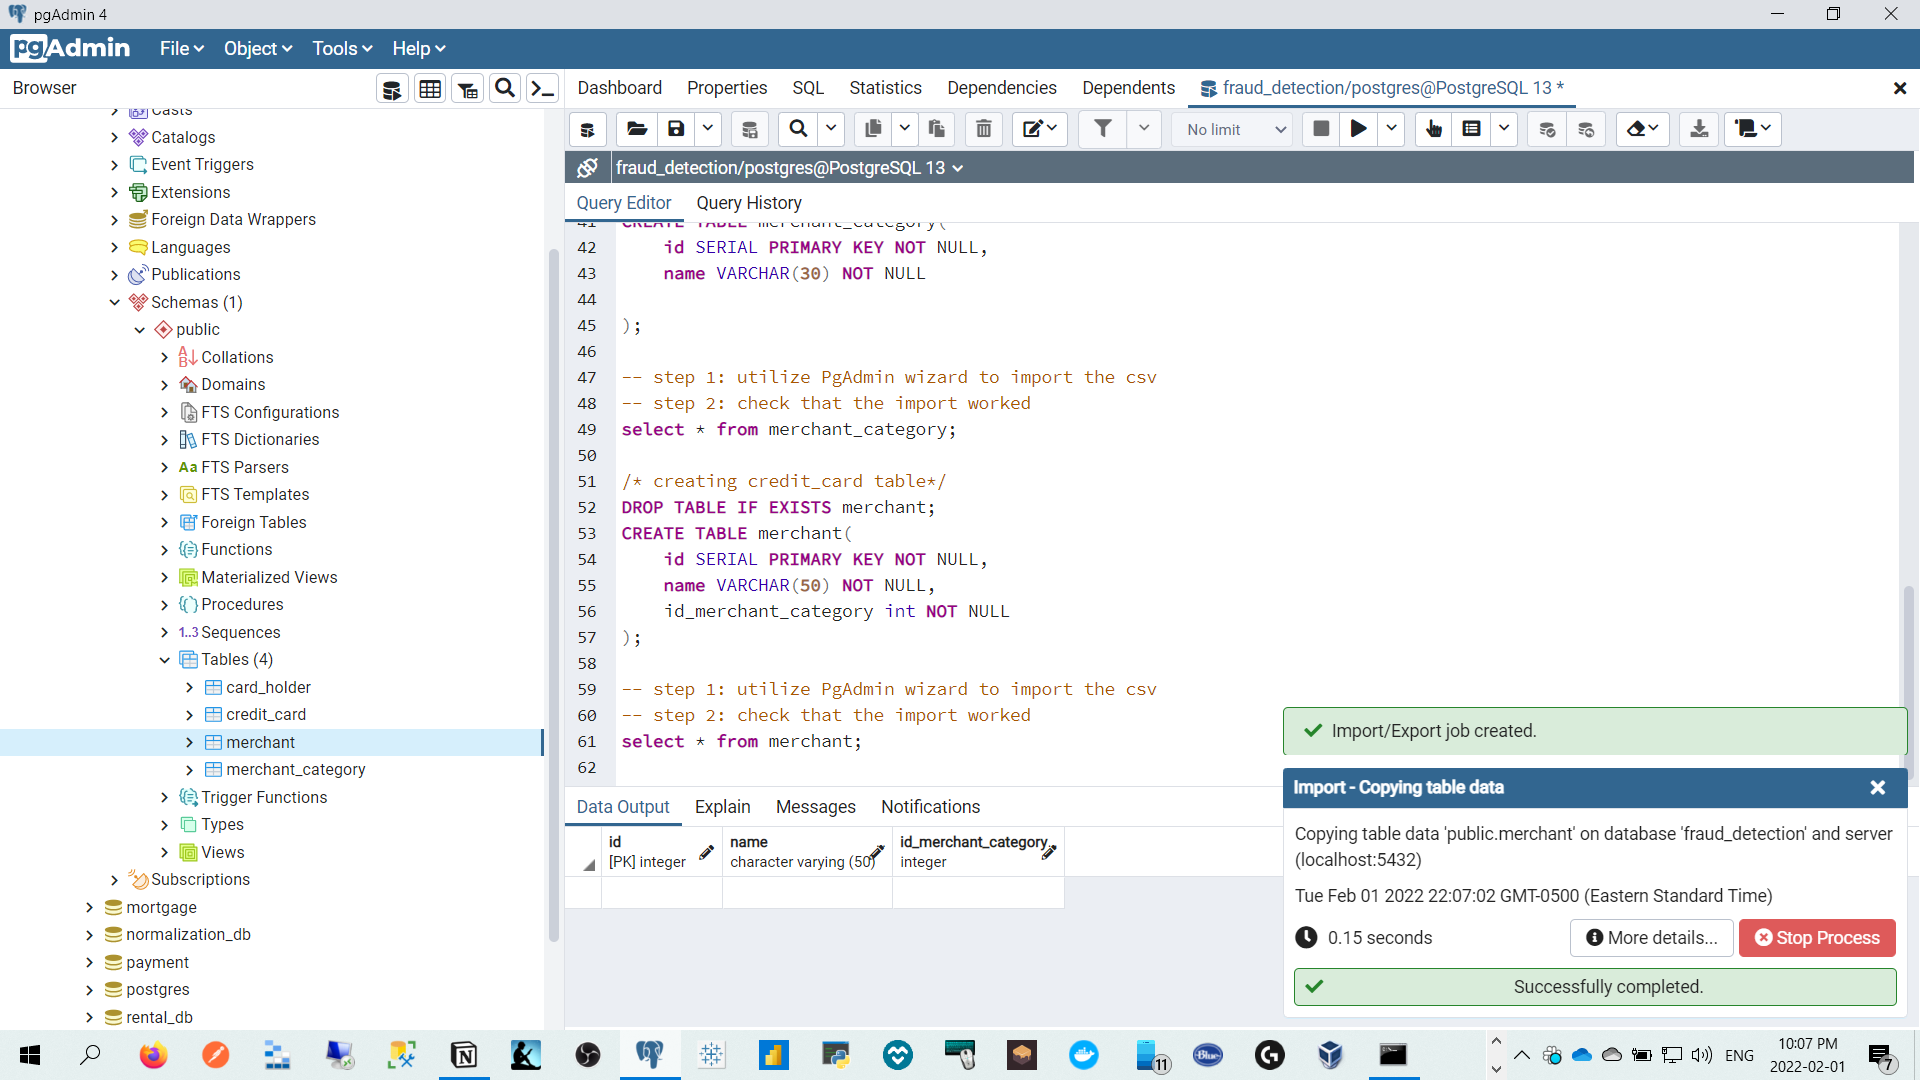 pgAdmin 4
pgAdmin File Object Tools Help
Browser
Dashboard Properties SQL Statistics Dependencies Dependents fraud_detection/postgres@PostgreSQL 13 *
No limit
fraud_detection/postgres@PostgreSQL 13
Query Editor Query History
Casts
Catalogs
Event Triggers
Extensions
Foreign Data Wrappers
Languages
Publications
Schemas (1)
public
Collations
Domains
FTS Configurations
FTS Dictionaries
Aa FTS Parsers
FTS Templates
Foreign Tables
Functions
Materialized Views
Procedures
1..3 Sequences
Tables (4)
card_holder
credit_card
merchant
merchant_category
Trigger Functions
Types
Views
Subscriptions
mortgage
normalization_db
payment
postgres
rental_db
41 CREATE TABLE merchant_category(
42 id SERIAL PRIMARY KEY NOT NULL,
43 name VARCHAR(30) NOT NULL
44
45 );
46
47 -- step 1: utilize PgAdmin wizard to import the csv
48 -- step 2: check that the import worked
49 select * from merchant_category;
50
51 /* creating credit_card table*/
52 DROP TABLE IF EXISTS merchant;
53 CREATE TABLE merchant(
54 id SERIAL PRIMARY KEY NOT NULL,
55 name VARCHAR(50) NOT NULL,
56 id_merchant_category int NOT NULL
57 );
58
59 -- step 1: utilize PgAdmin wizard to import the csv
60 -- step 2: check that the import worked
61 select * from merchant;
62
Data Output Explain Messages Notifications
id name id_merchant_category
[PK] integer character varying (50) integer
Import/Export job created.
Import - Copying table data
Copying table data 'public.merchant' on database 'fraud_detection' and server
(localhost:5432)
Tue Feb 01 2022 22:07:02 GMT-0500 (Eastern Standard Time)
0.15 seconds More details... Stop Process
Successfully completed.
11 Blue ENG 10:07 PM
2022-02-01 7